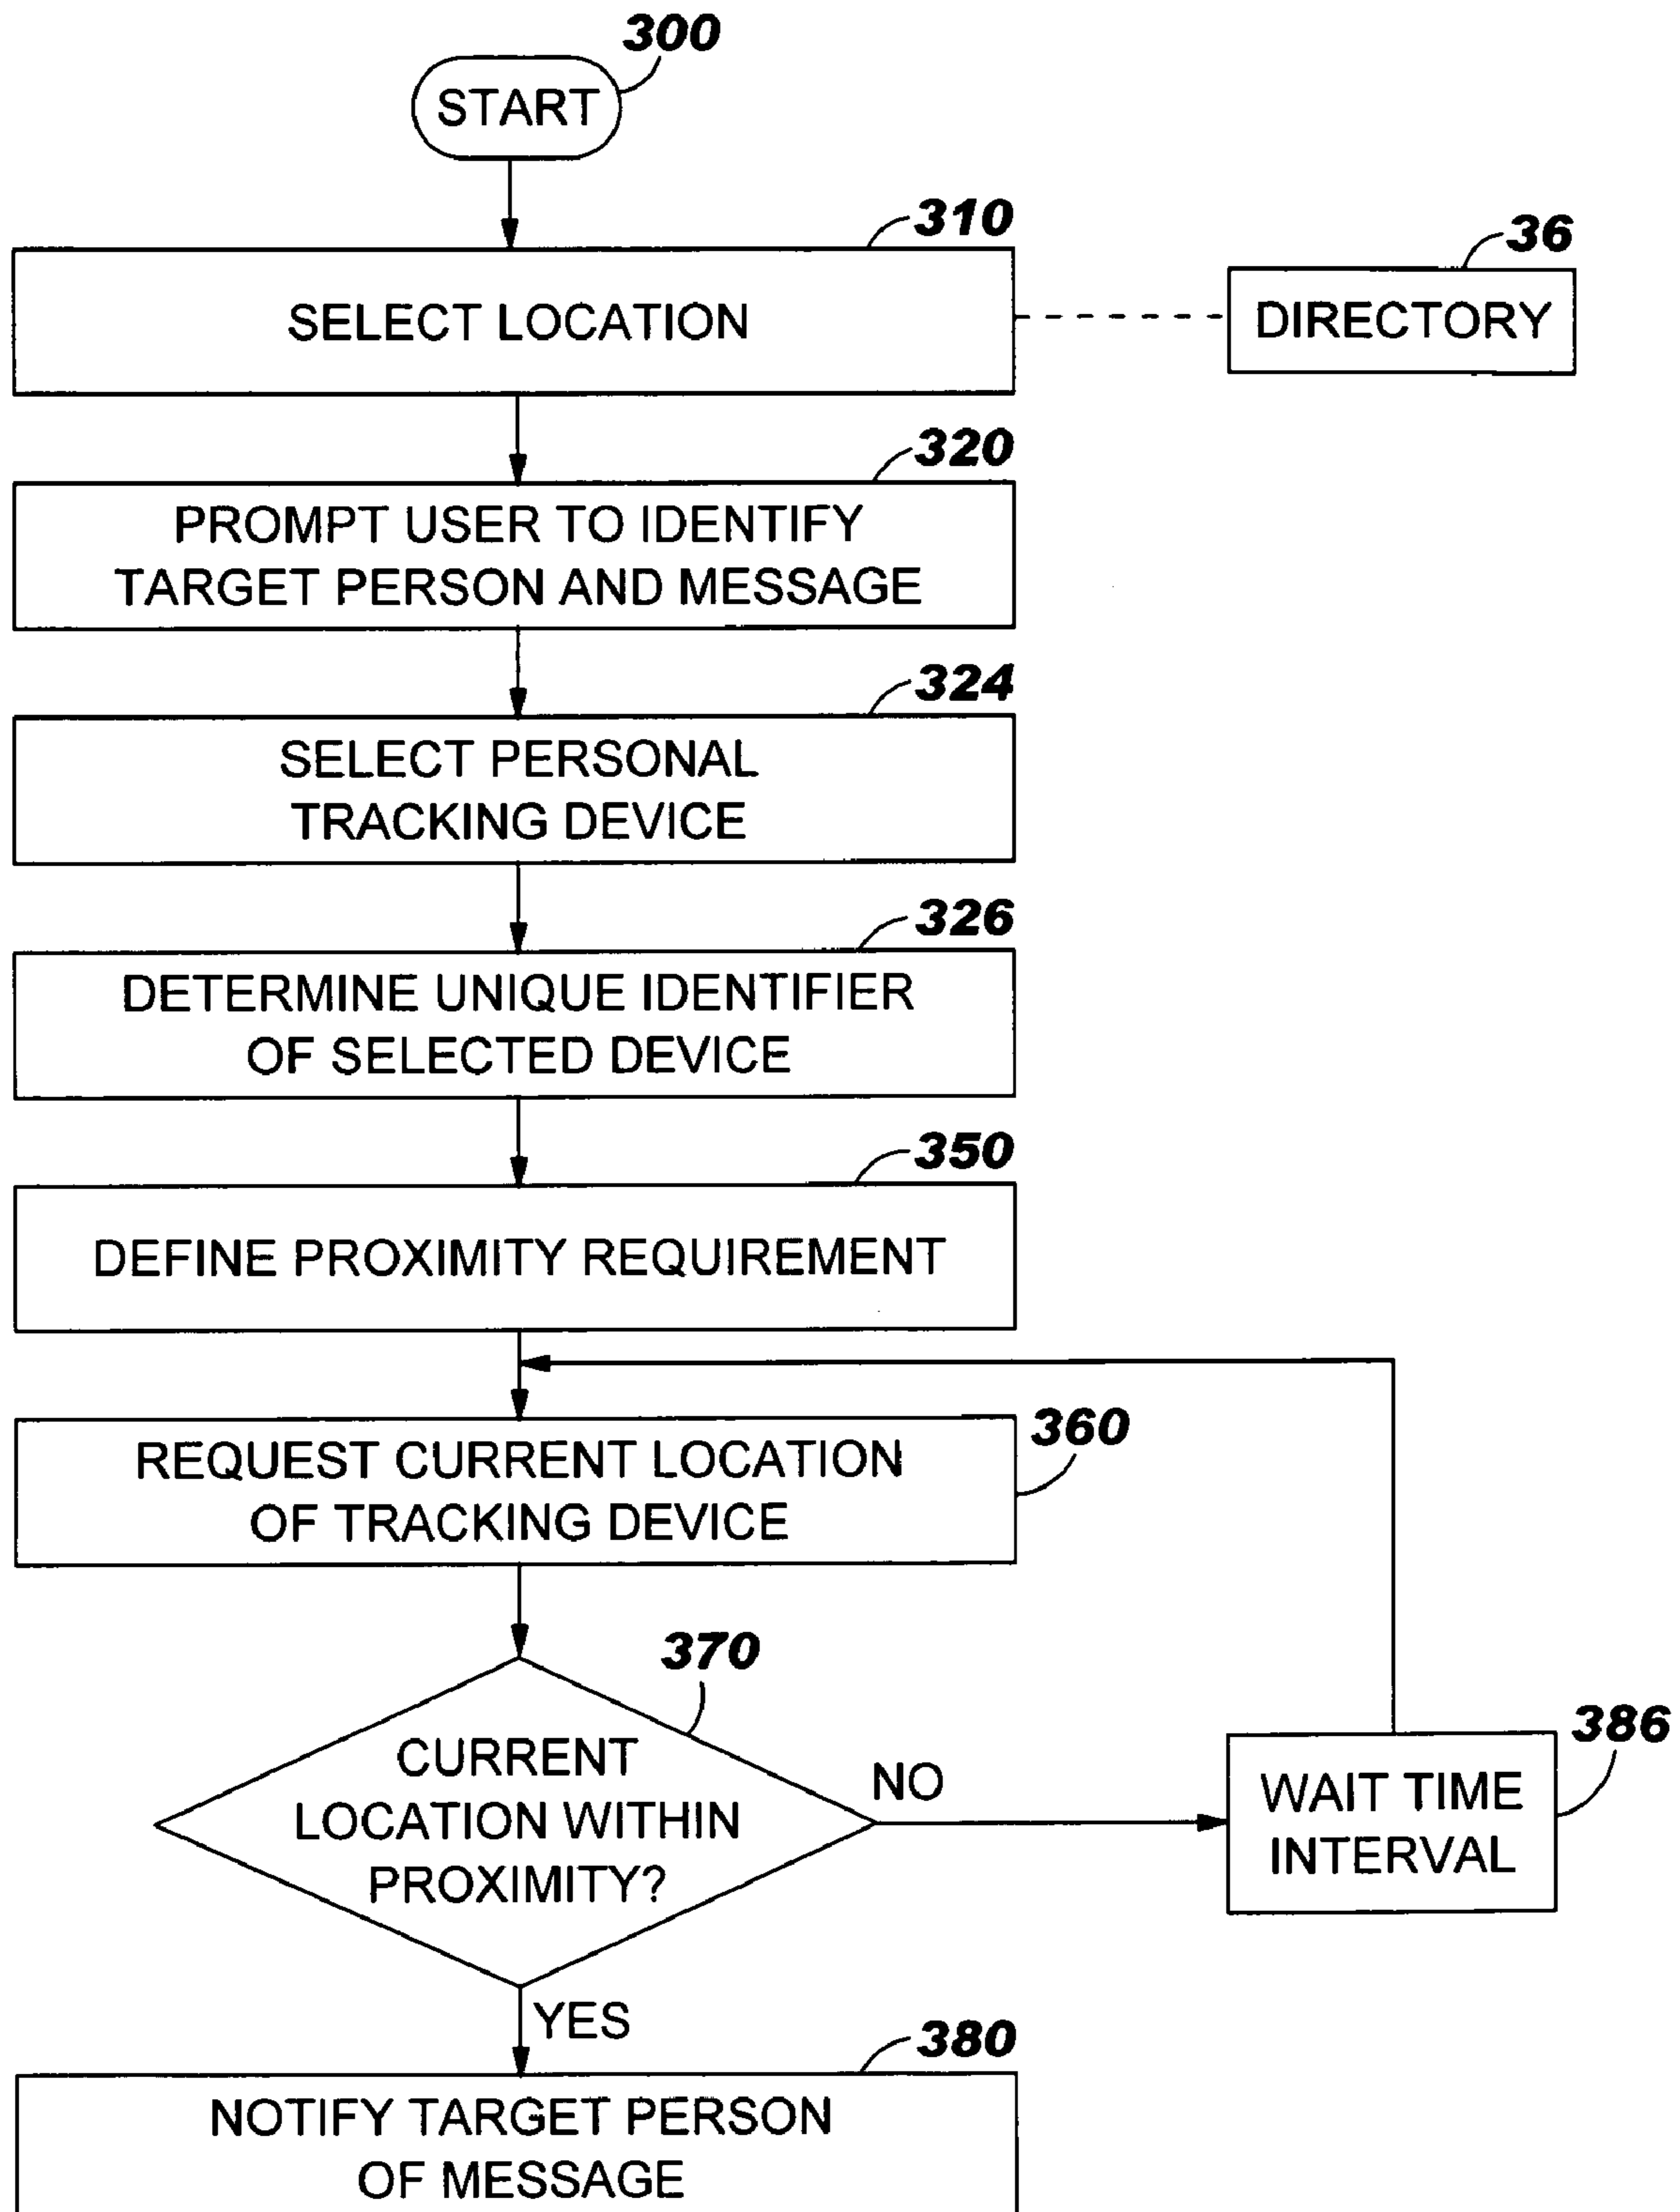 300
START
310
SELECT LOCATION
36
DIRECTORY
320
PROMPT USER TO IDENTIFY
TARGET PERSON AND MESSAGE
324
SELECT PERSONAL
TRACKING DEVICE
326
DETERMINE UNIQUE IDENTIFIER
OF SELECTED DEVICE
350
DEFINE PROXIMITY REQUIREMENT
360
REQUEST CURRENT LOCATION
OF TRACKING DEVICE
370
CURRENT
LOCATION WITHIN
PROXIMITY?
NO
386
WAIT TIME
INTERVAL
YES
380
NOTIFY TARGET PERSON
OF MESSAGE